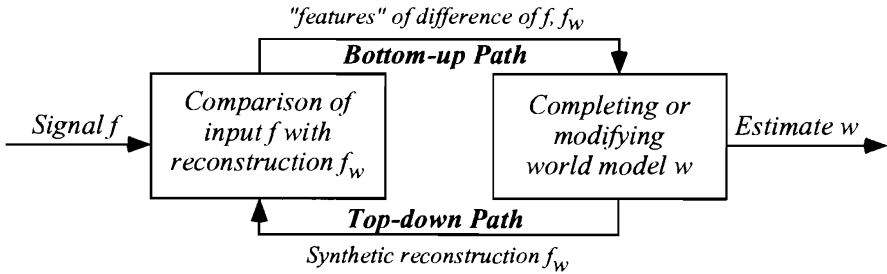 "features" of difference of f, f_w
Bottom-up Path
Signal f
Comparison of
input f with
reconstruction f_w
Completing or
modifying
world model w
Estimate w
Top-down Path
Synthetic reconstruction f_w